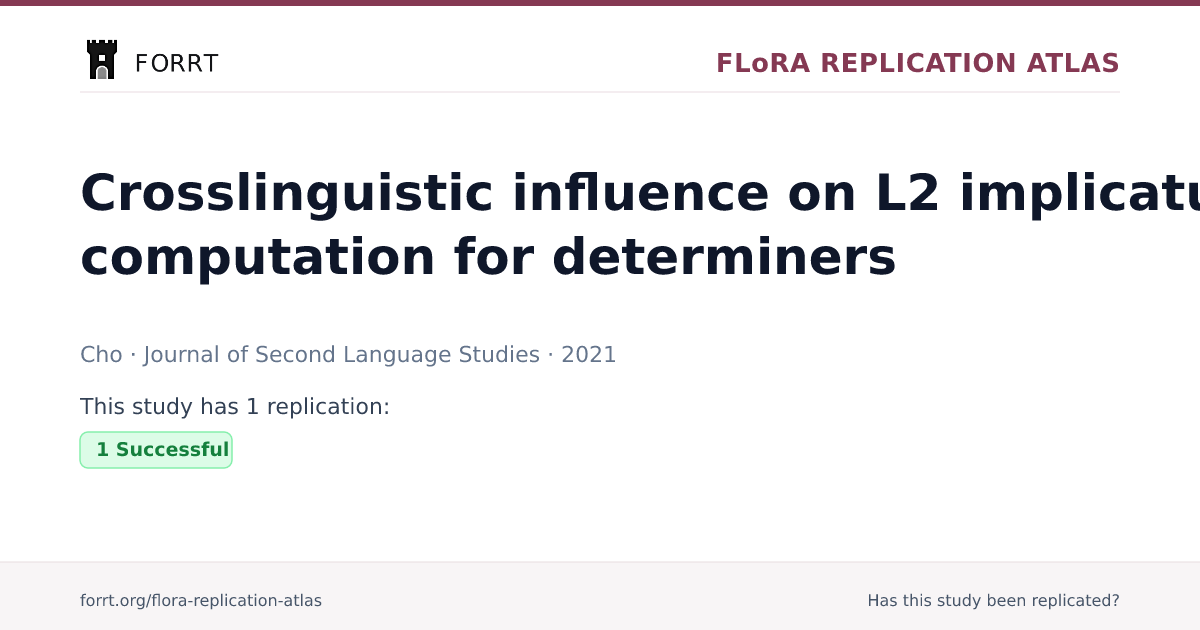 FORRT
FLoRA REPLICATION ATLAS
Crosslinguistic influence on L2 implicatu
computation for determiners
Cho · Journal of Second Language Studies · 2021
This study has 1 replication:
1 Successful
forrt.org/flora-replication-atlas
Has this study been replicated?